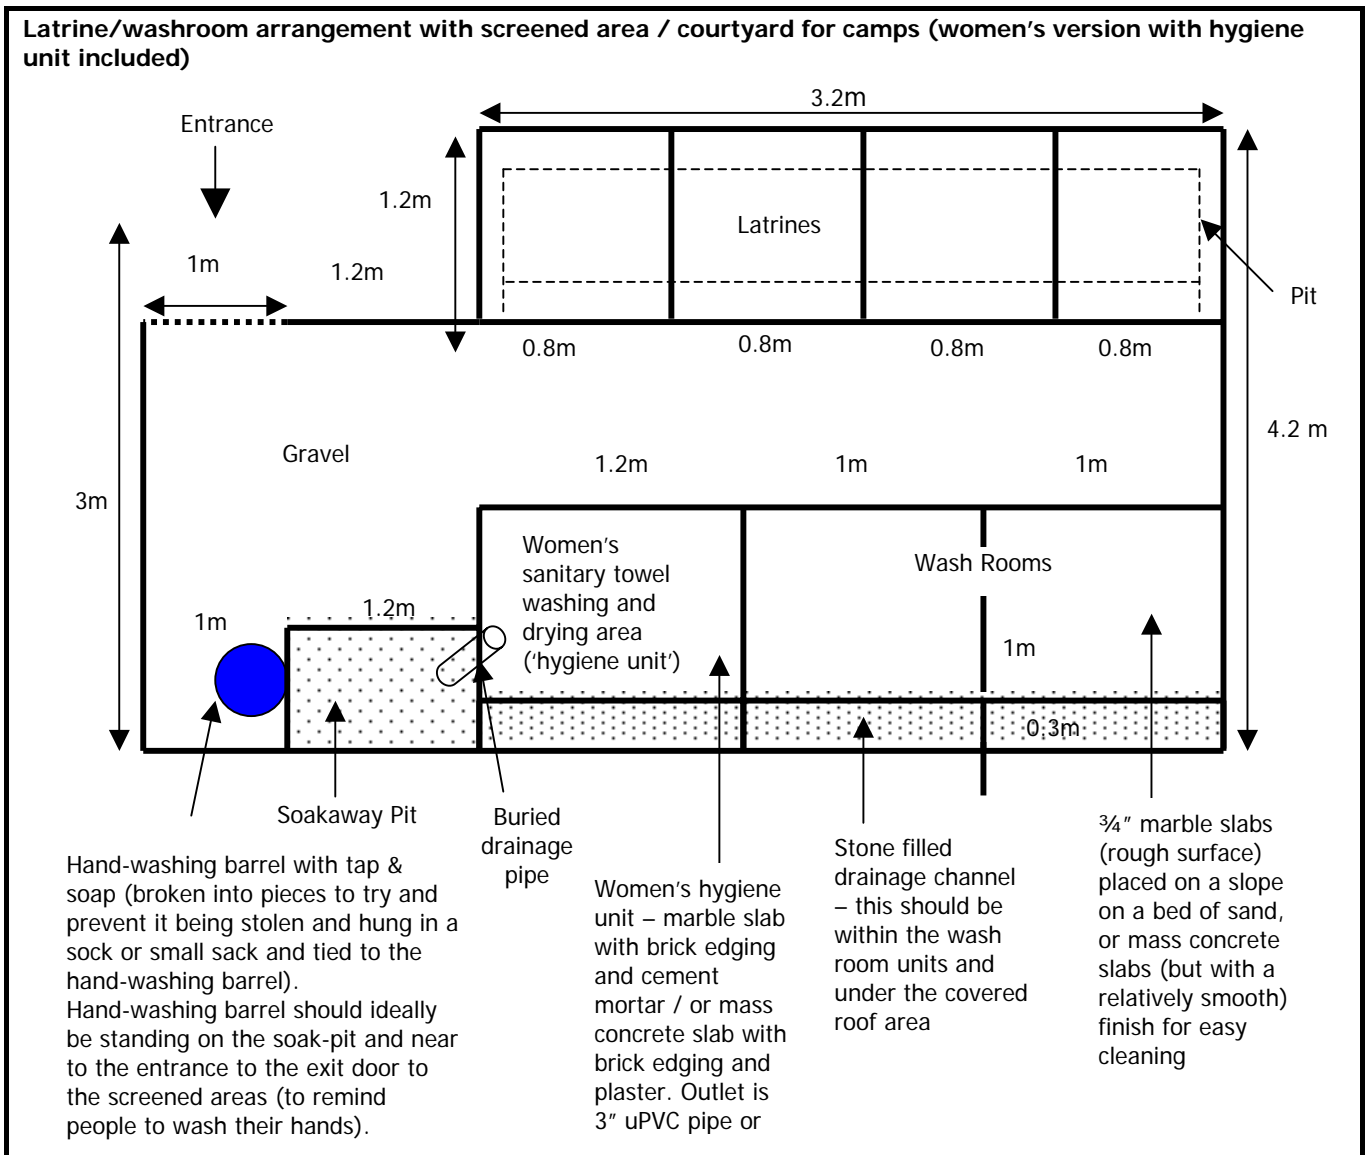 Latrine/washroom arrangement with screened area / courtyard for camps (women's version with hygiene
unit included)
3.2m
Entrance
1.2m
Latrines
1m
1.2m
Pit
0.8m
0.8m
0.8m
0.8m
4.2 m
Gravel
1.2m
1m
1m
3m
Women's
sanitary towel
washing and
drying area
('hygiene unit')
Wash Rooms
1.2m
1m
1m
0.3m
Soakaway Pit
Buried
drainage
pipe
Hand-washing barrel with tap &
soap (broken into pieces to try and
prevent it being stolen and hung in a
sock or small sack and tied to the
hand-washing barrel).
Hand-washing barrel should ideally
be standing on the soak-pit and near
to the entrance to the exit door to
the screened areas (to remind
people to wash their hands).
Women's hygiene
unit – marble slab
with brick edging
and cement
mortar / or mass
concrete slab with
brick edging and
plaster. Outlet is
3" uPVC pipe or
Stone filled
drainage channel
– this should be
within the wash
room units and
under the covered
roof area
¾" marble slabs
(rough surface)
placed on a slope
on a bed of sand,
or mass concrete
slabs (but with a
relatively smooth)
finish for easy
cleaning